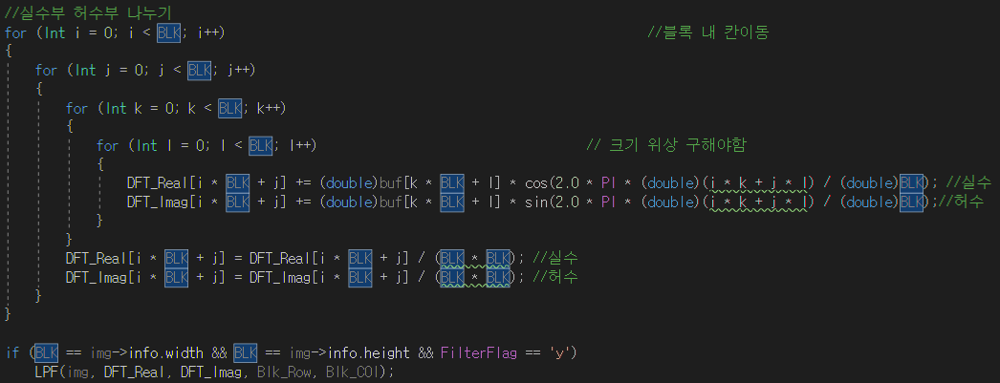 //실수부 허수부 나누기
for (Int i = 0; i < BLK; i++) //블록 내 칸이동
{
for (Int j = 0; j < BLK; j++)
{
for (Int k = 0; k < BLK; k++)
{
for (Int l = 0; l < BLK; l++) // 크기 위상 구해야함
{
DFT_Real[i * BLK + j] += (double)buf[k * BLK + l] * cos(2.0 * PI * (double)(i * k + j * l) / (double)BLK); //실수
DFT_Imag[i * BLK + j] += (double)buf[k * BLK + l] * sin(2.0 * PI * (double)(i * k + j * l) / (double)BLK);//허수
}
}
DFT_Real[i * BLK + j] = DFT_Real[i * BLK + j] / (BLK * BLK); //실수
DFT_Imag[i * BLK + j] = DFT_Imag[i * BLK + j] / (BLK * BLK); //허수
}
}
if (BLK == img->info.width && BLK == img->info.height && FilterFlag == 'y')
LPF(img, DFT_Real, DFT_Imag, Blk_Row, Blk_COl);